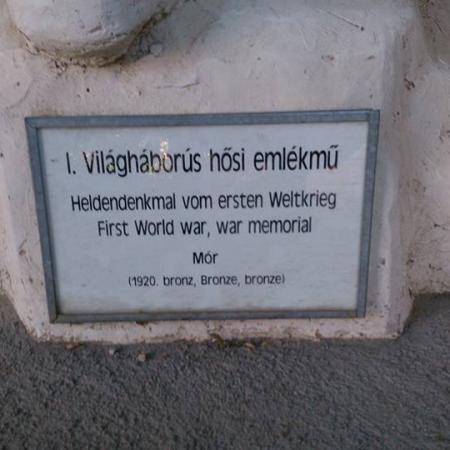 I. Világháborús hősi emlékmű
Heldendenkmal vom ersten Weltkrieg
First World war, war memorial
Mór
(1920. bronz, Bronze, bronze)